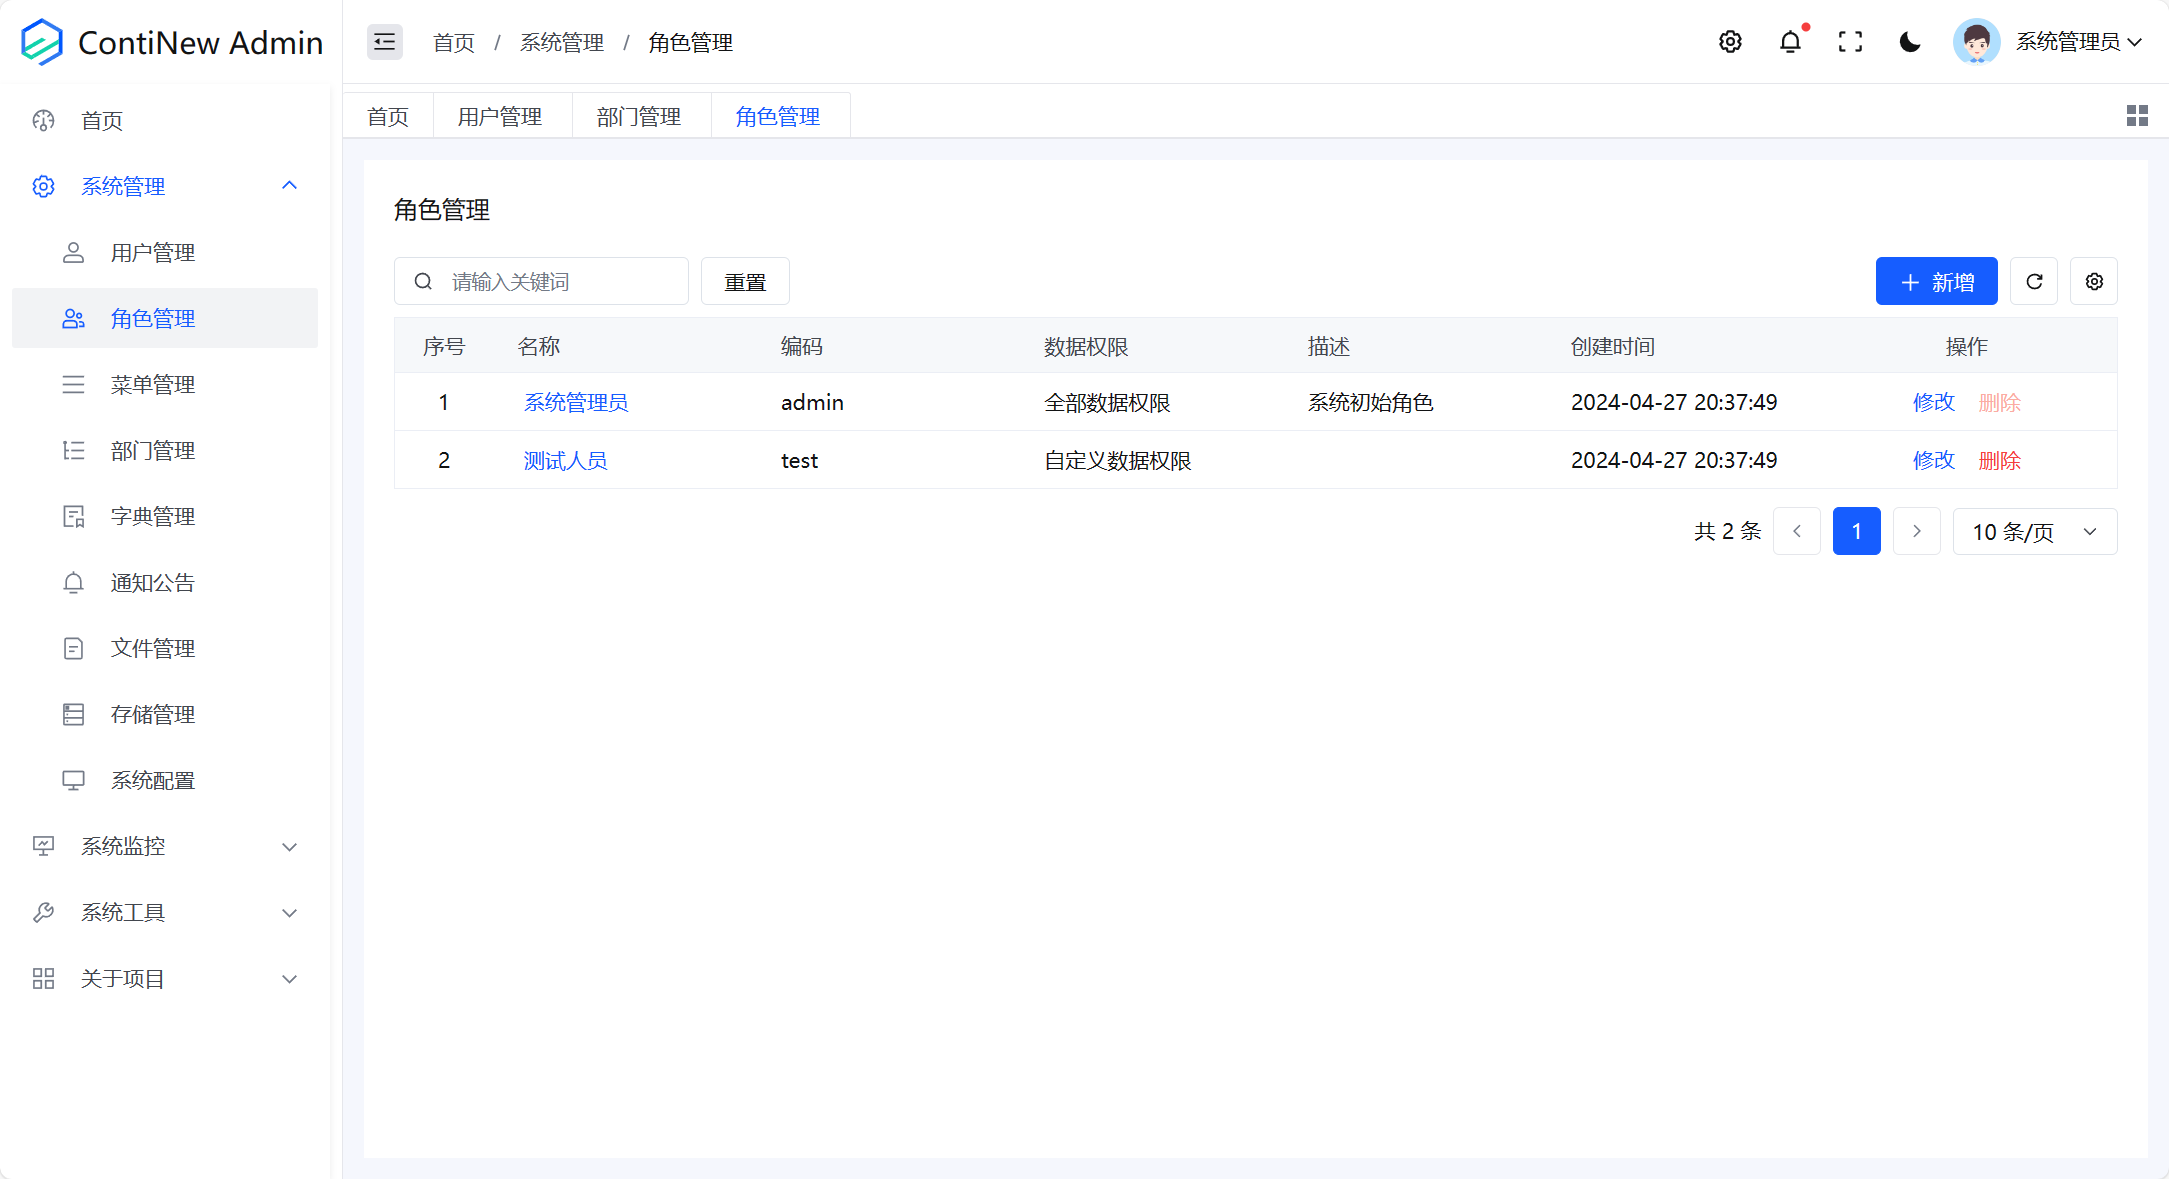 ContiNew Admin
首页 / 系统管理 / 角色管理
系统管理员
首页
系统管理
用户管理
角色管理
菜单管理
部门管理
字典管理
通知公告
文件管理
存储管理
系统配置
系统监控
系统工具
关于项目
首页 用户管理 部门管理 角色管理
角色管理
请输入关键词 重置 新增
序号 名称 编码 数据权限 描述 创建时间 操作
1 系统管理员 admin 全部数据权限 系统初始角色 2024-04-27 20:37:49 修改 删除
2 测试人员 test 自定义数据权限 2024-04-27 20:37:49 修改 删除
共 2 条 1 10 条/页